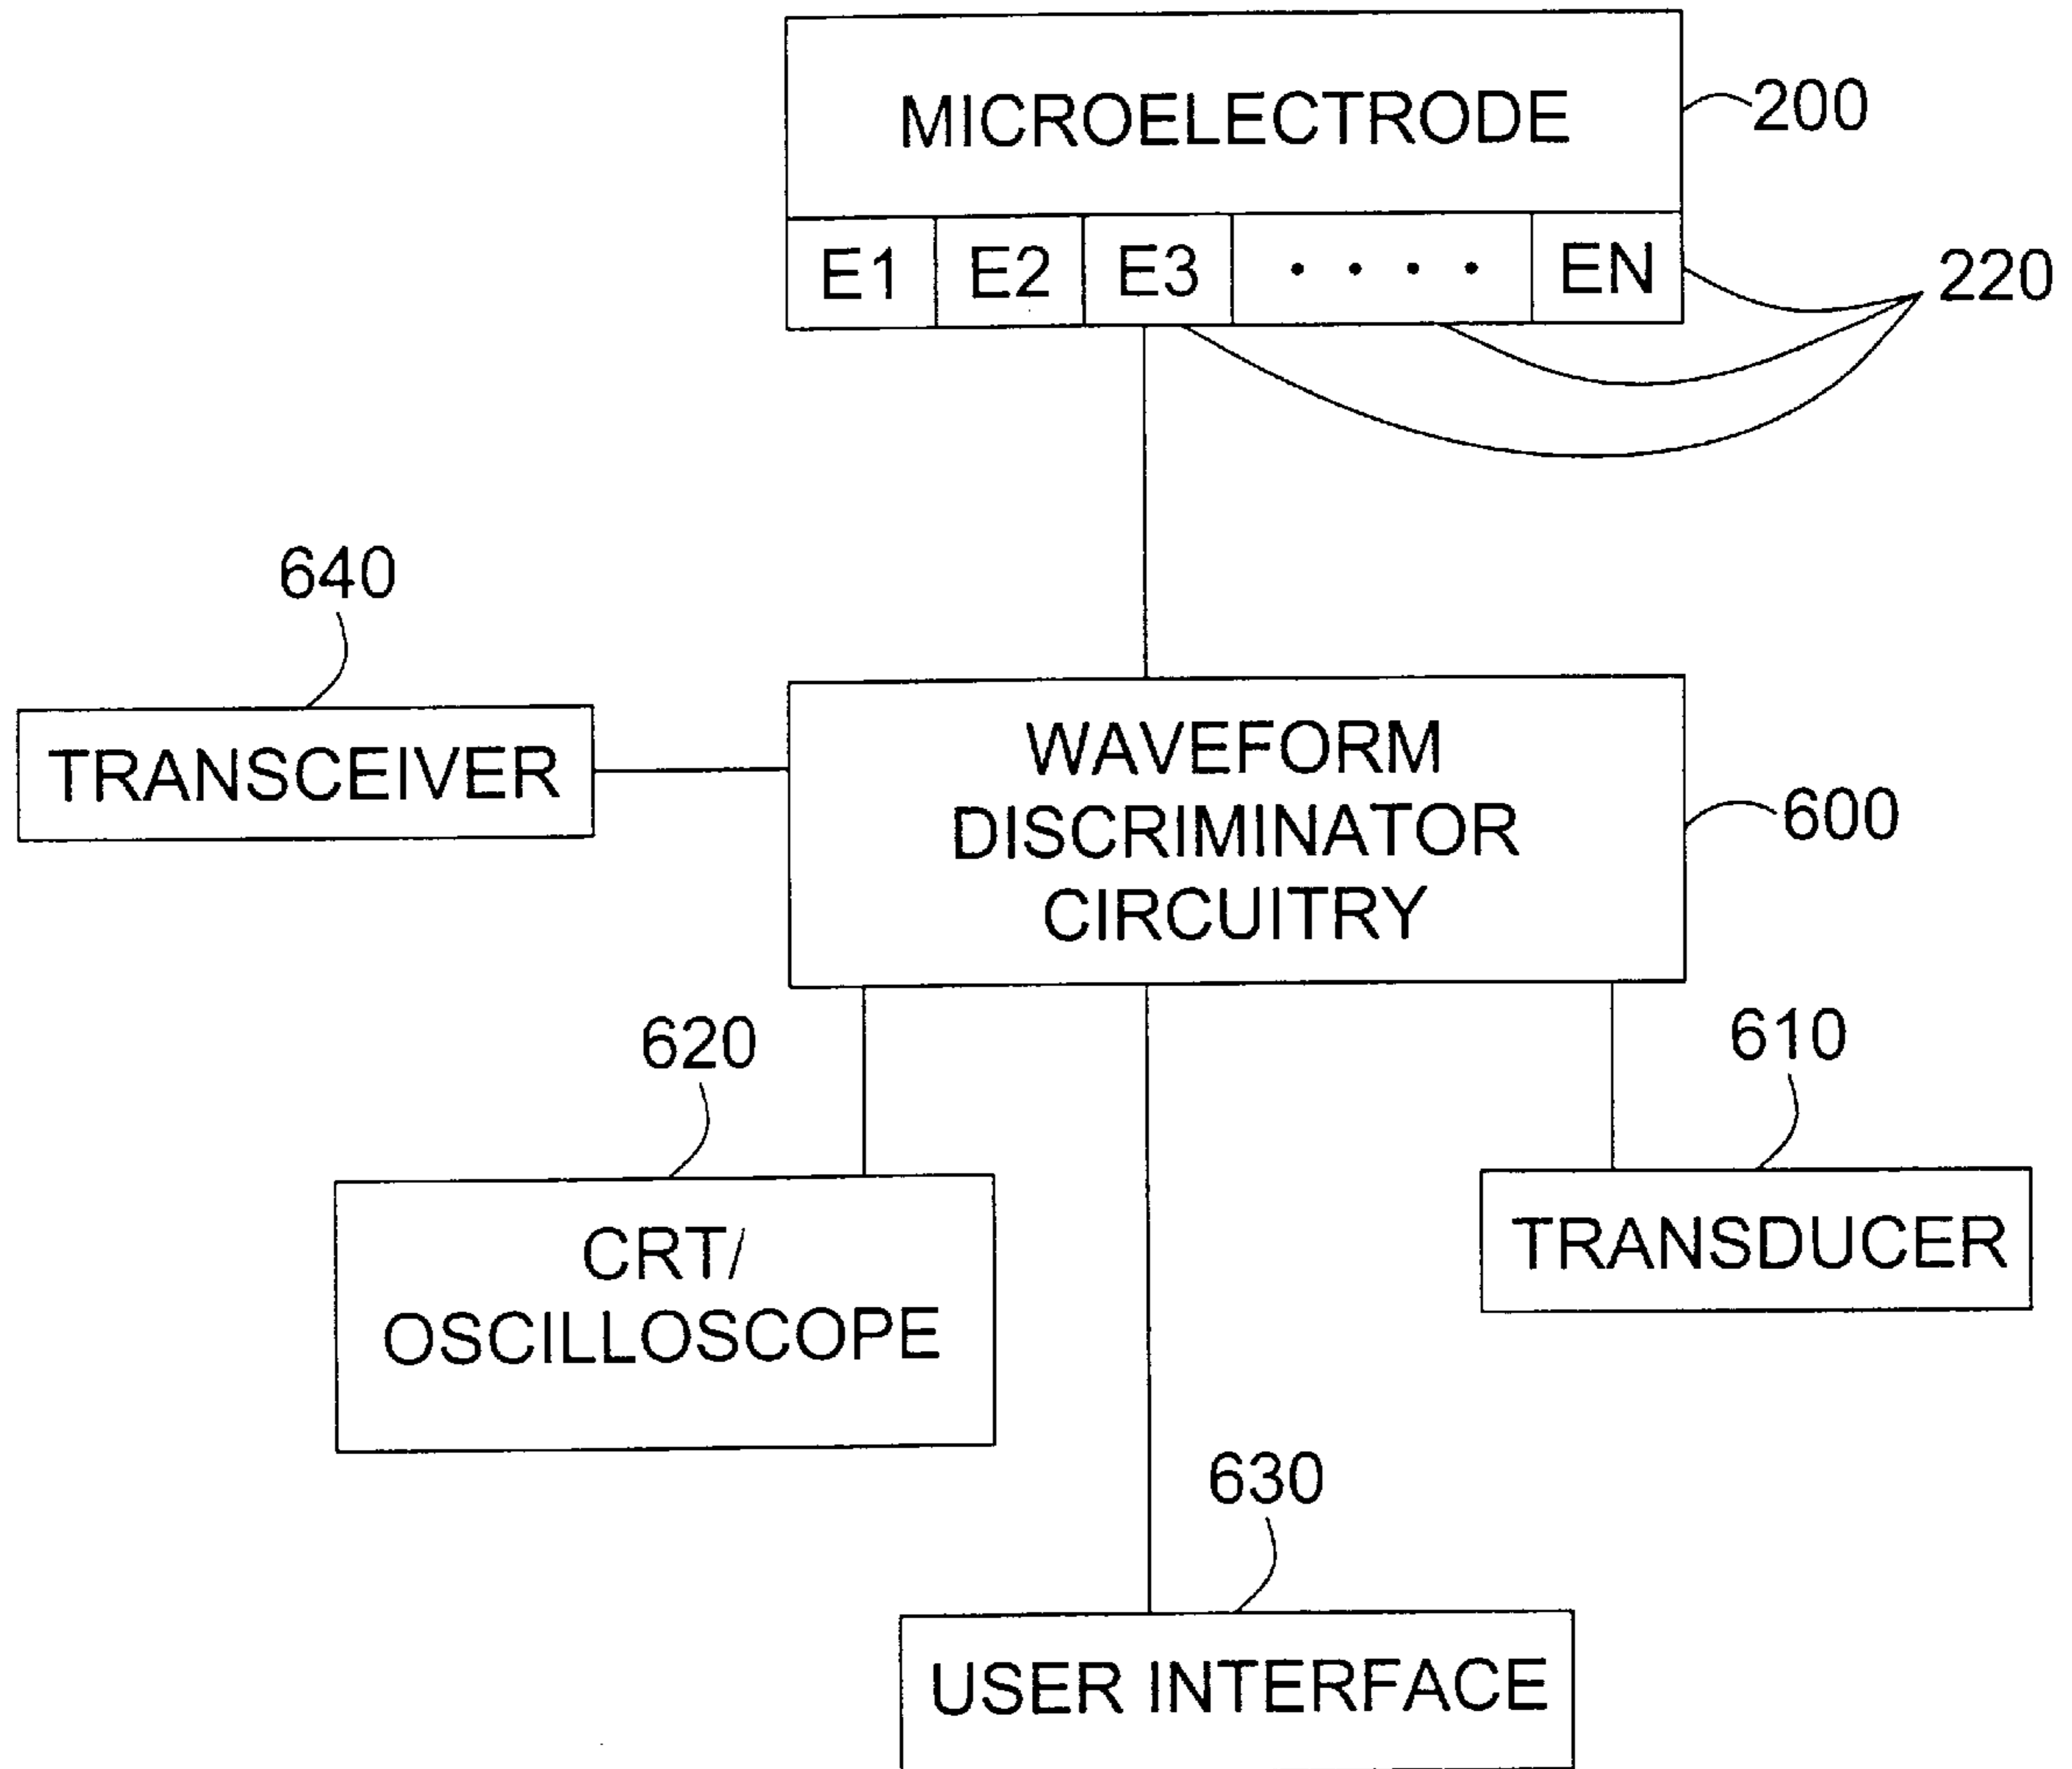 MICROELECTRODE
200
E1 E2 E3 .... EN
220
640
TRANSCEIVER
WAVEFORM
DISCRIMINATOR
CIRCUITRY
600
620
610
CRT/
OSCILLOSCOPE
TRANSDUCER
630
USER INTERFACE